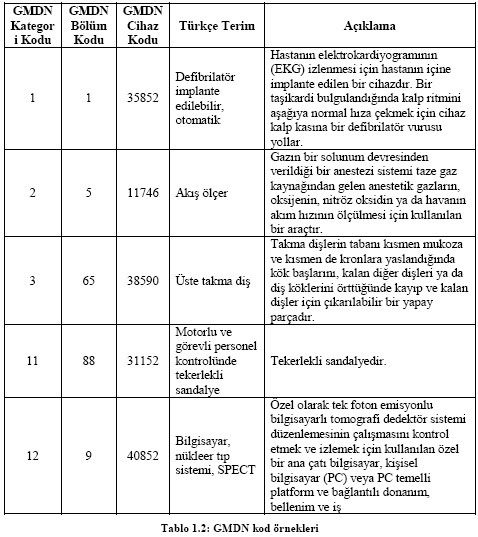 GMDN
Kategor
i Kodu
GMDN
Bölüm
Kodu
GMDN
Cihaz
Kodu
Türkçe Terim
Açıklama
1
1
35852
Defibrilatör
implante
edilebilir,
otomatik
Hastanın elektrokardiyogramının
(EKG) izlenmesi için hastanın içine
implante edilen bir cihazdır. Bir
taşikardi bulgulandığında kalp ritmini
aşağıya normal hıza çekmek için cihaz
kalp kasına bir defibrilatör vurusu
yollar.
2
5
11746
Akış ölçer
Gazın bir solunum devresinden
verildiği bir anestezi sistemi taze gaz
kaynağından gelen anestetik gazların,
oksijenin, nitröz oksidin ya da havanın
akım hızının ölçülmesi için kullanılan
bir araçtır.
3
65
38590
Üste takma diş
Takma dişlerin tabanı kısmen mukoza
ve kısmen de kronlara yaslandığında
kök başlarını, kalan diğer dişleri ya da
diş köklerini örttüğünde kayıp ve kalan
dişler için çıkarılabilir bir yapay
parçadır.
11
88
31152
Motorlu ve
görevli personel
kontrolünde
tekerlekli
sandalye
Tekerlekli sandalyedir.
12
9
40852
Bilgisayar,
nükleer tıp
sistemi, SPECT
Özel olarak tek foton emisyonlu
bilgisayarlı tomografi dedektör sistemi
düzenlemesinin çalışmasını kontrol
etmek ve izlemek için kullanılan özel
bir ana çatı bilgisayar, kişisel
bilgisayar (PC) veya PC temelli
platform ve bağlantılı donanım,
bellenim ve iş
Tablo 1.2: GMDN kod örnekleri